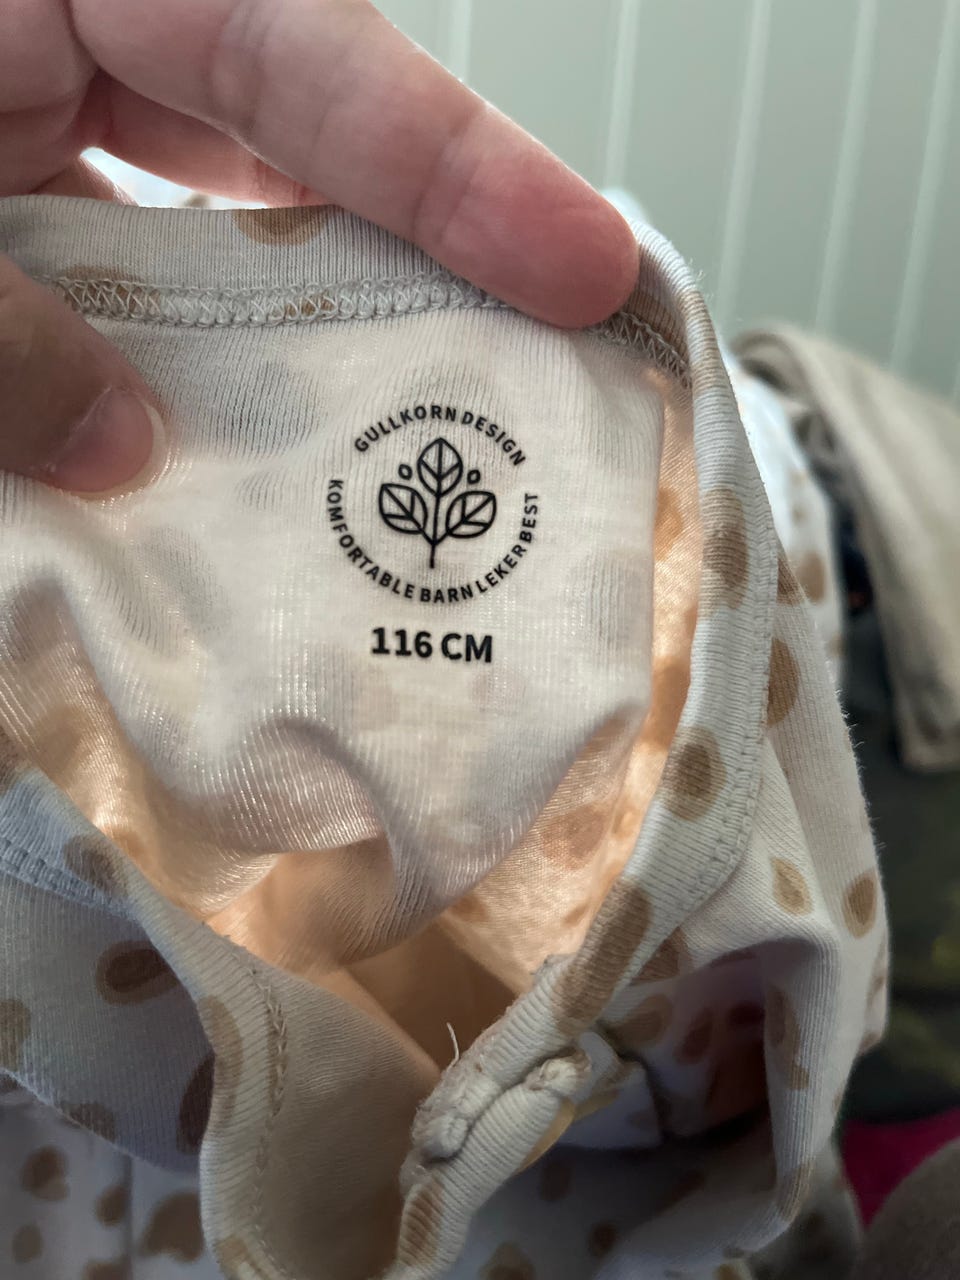 GULLKORN DESIGN
KOMFORTABLE BARN LEKER BEST
116 CM